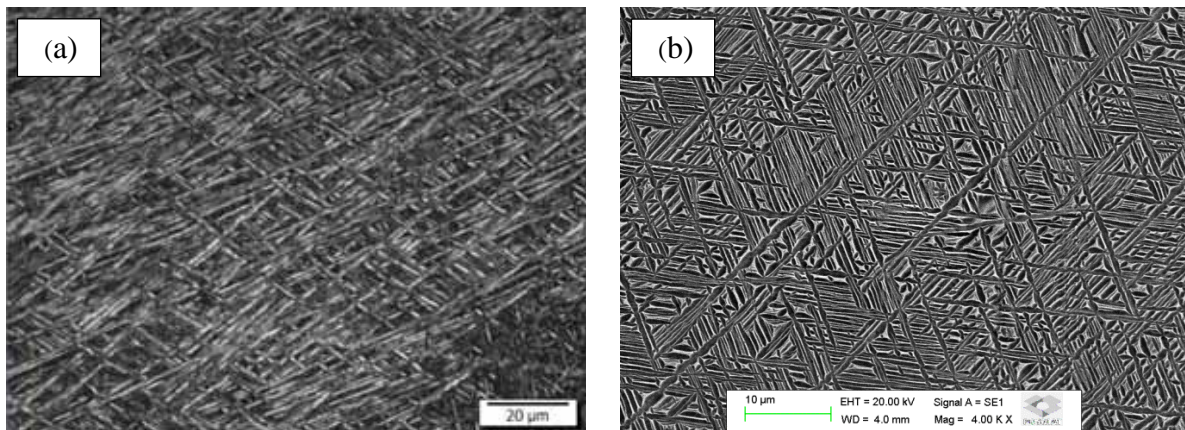 (a)
(b)
20 µm
10 µm
EHT = 20.00 kV
Signal A = SE1
WD = 4.0 mm
Mag = 4.00 K X